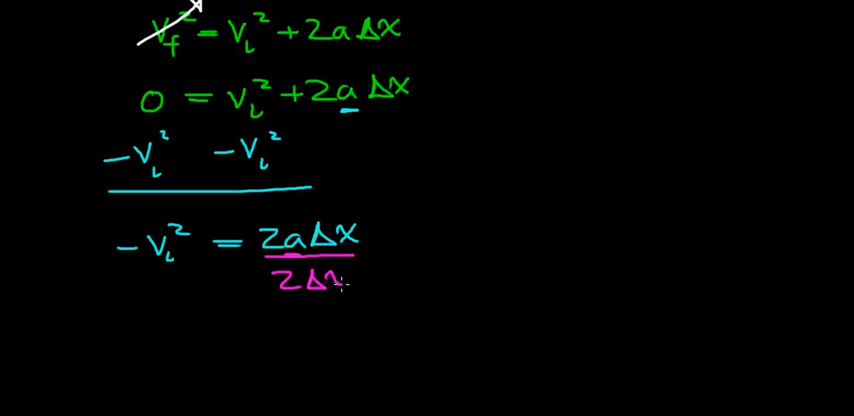 Vf² = Vi² + 2aΔx
0 = Vi² + 2aΔx
-Vi² -Vi²
-Vi² = 2aΔx
2Δx